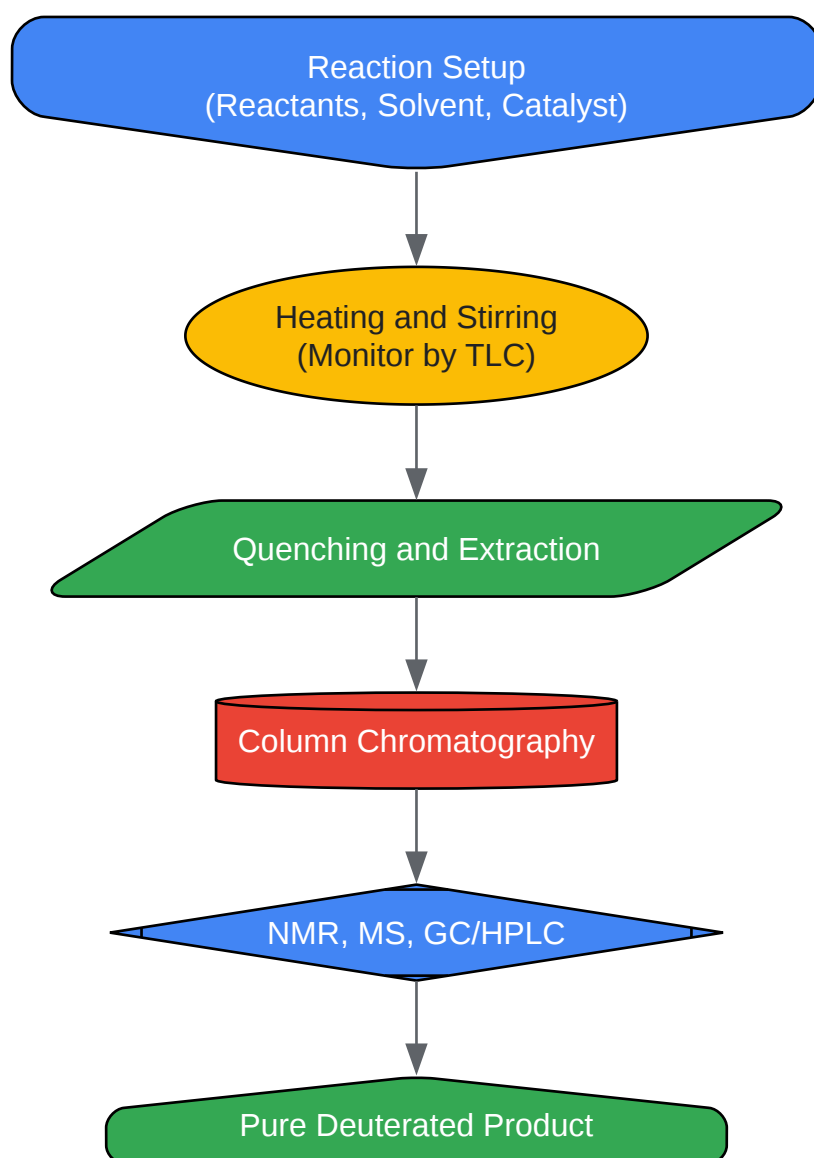 Reaction Setup
(Reactants, Solvent, Catalyst)
Heating and Stirring
(Monitor by TLC)
Quenching and Extraction
Column Chromatography
NMR, MS, GC/HPLC
Pure Deuterated Product